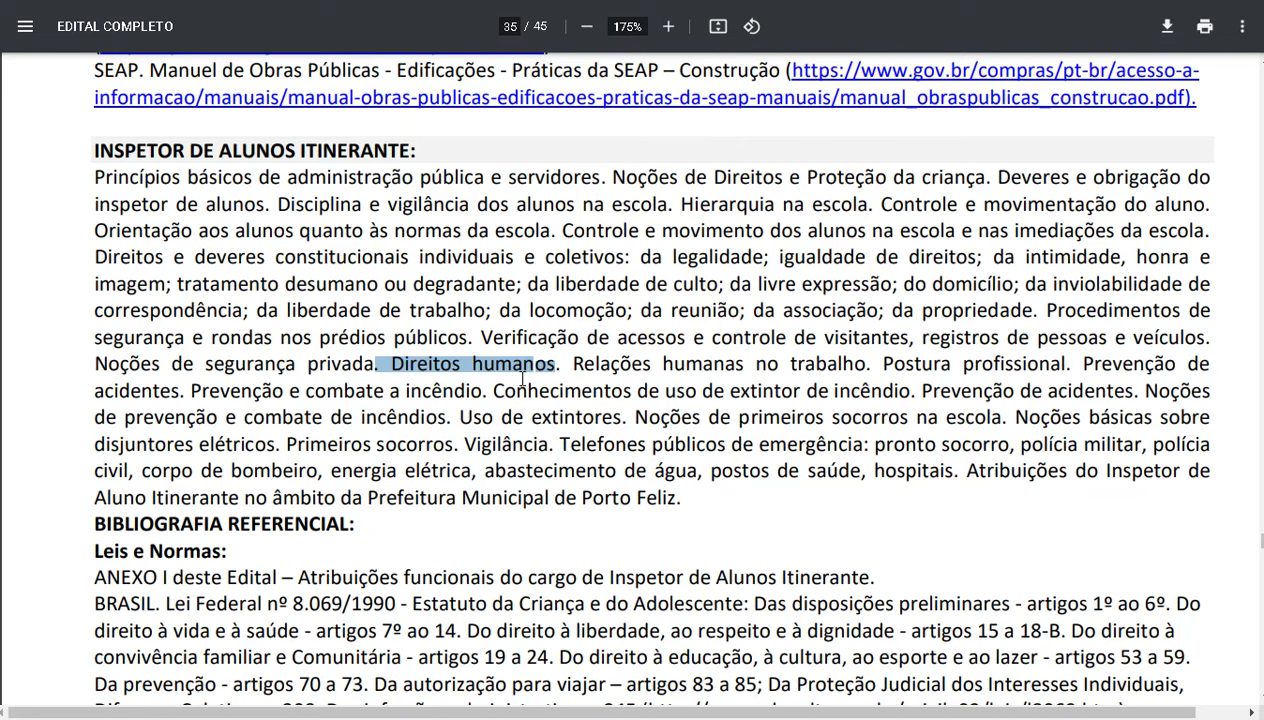 EDITAL COMPLETO
35 / 45
175%
SEAP. Manuel de Obras Públicas - Edificações - Práticas da SEAP – Construção (https://www.gov.br/compras/pt-br/acesso-a-
informacao/manuais/manual-obras-publicas-edificacoes-praticas-da-seap-manuais/manual_obraspublicas_construcao.pdf).
INSPETOR DE ALUNOS ITINERANTE:
Princípios básicos de administração pública e servidores. Noções de Direitos e Proteção da criança. Deveres e obrigação do
inspetor de alunos. Disciplina e vigilância dos alunos na escola. Hierarquia na escola. Controle e movimentação do aluno.
Orientação aos alunos quanto às normas da escola. Controle e movimento dos alunos na escola e nas imediações da escola.
Direitos e deveres constitucionais individuais e coletivos: da legalidade; igualdade de direitos; da intimidade, honra e
imagem; tratamento desumano ou degradante; da liberdade de culto; da livre expressão; do domicílio; da inviolabilidade de
correspondência; da liberdade de trabalho; da locomoção; da reunião; da associação; da propriedade. Procedimentos de
segurança e rondas nos prédios públicos. Verificação de acessos e controle de visitantes, registros de pessoas e veículos.
Noções de segurança privada. Direitos humanos. Relações humanas no trabalho. Postura profissional. Prevenção de
acidentes. Prevenção e combate a incêndio. Conhecimentos de uso de extintor de incêndio. Prevenção de acidentes. Noções
de prevenção e combate de incêndios. Uso de extintores. Noções de primeiros socorros na escola. Noções básicas sobre
disjuntores elétricos. Primeiros socorros. Vigilância. Telefones públicos de emergência: pronto socorro, polícia militar, polícia
civil, corpo de bombeiro, energia elétrica, abastecimento de água, postos de saúde, hospitais. Atribuições do Inspetor de
Aluno Itinerante no âmbito da Prefeitura Municipal de Porto Feliz.
BIBLIOGRAFIA REFERENCIAL:
Leis e Normas:
ANEXO I deste Edital – Atribuições funcionais do cargo de Inspetor de Alunos Itinerante.
BRASIL. Lei Federal nº 8.069/1990 - Estatuto da Criança e do Adolescente: Das disposições preliminares - artigos 1º ao 6º. Do
direito à vida e à saúde - artigos 7º ao 14. Do direito à liberdade, ao respeito e à dignidade - artigos 15 a 18-B. Do direito à
convivência familiar e Comunitária - artigos 19 a 24. Do direito à educação, à cultura, ao esporte e ao lazer - artigos 53 a 59.
Da prevenção - artigos 70 a 73. Da autorização para viajar – artigos 83 a 85; Da Proteção Judicial dos Interesses Individuais,